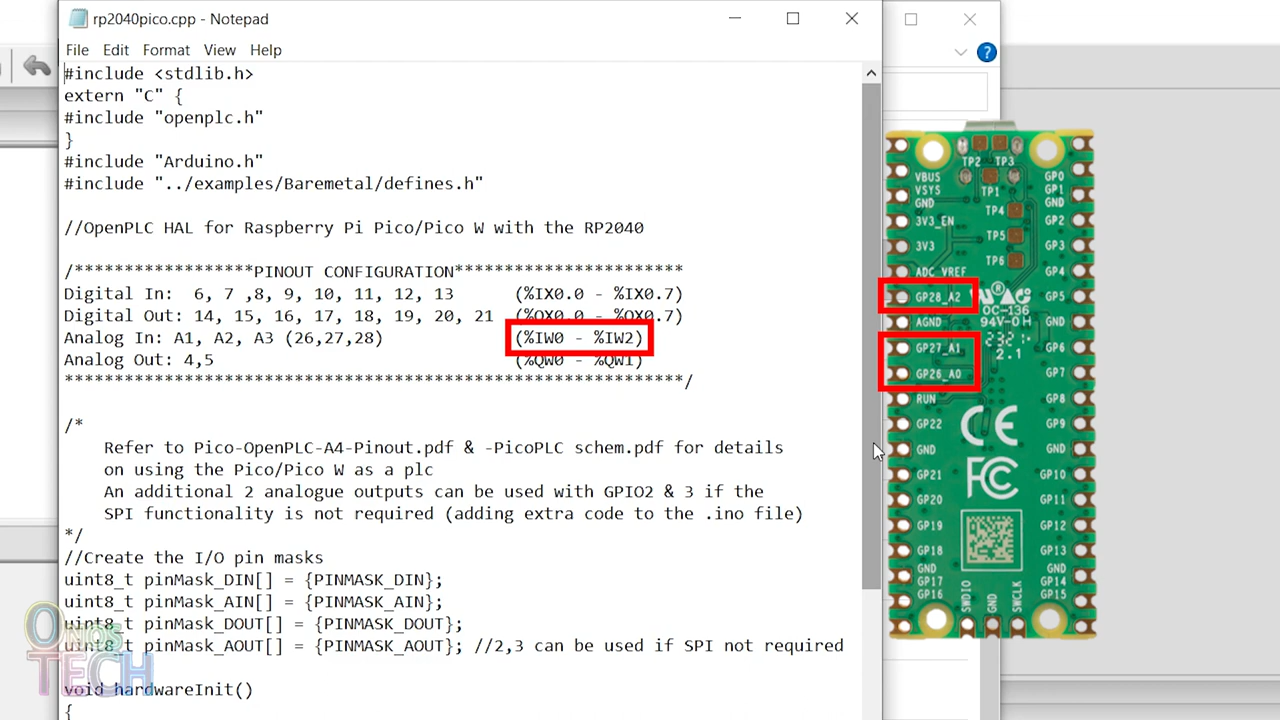 rp2040pico.cpp - Notepad
File Edit Format View Help
#include <stdlib.h>
extern "C" {
#include "openplc.h"
}
#include "Arduino.h"
#include "../examples/Baremetal/defines.h"
//OpenPLC HAL for Raspberry Pi Pico/Pico W with the RP2040
/******************PINOUT CONFIGURATION***********************
Digital In: 6, 7 ,8, 9, 10, 11, 12, 13 (%IX0.0 - %IX0.7)
Digital Out: 14, 15, 16, 17, 18, 19, 20, 21 (%QX0.0 - %QX0.7)
Analog In: A1, A2, A3 (26,27,28) (%IW0 - %IW2)
Analog Out: 4,5 (%QW0 - %QW1)
**************************************************************/
/*
Refer to Pico-OpenPLC-A4-Pinout.pdf & -PicoPLC schem.pdf for details
on using the Pico/Pico W as a plc
An additional 2 analogue outputs can be used with GPIO2 & 3 if the
SPI functionality is not required (adding extra code to the .ino file)
*/
//Create the I/O pin masks
uint8_t pinMask_DIN[] = {PINMASK_DIN};
uint8_t pinMask_AIN[] = {PINMASK_AIN};
uint8_t pinMask_DOUT[] = {PINMASK_DOUT};
uint8_t pinMask_AOUT[] = {PINMASK_AOUT}; //2,3 can be used if SPI not required
void hardwareInit()
{
?
TP2 TP3
VBUS TP1 GP0
VSYS GP1
GND GND
TP4
3V3_EN GP2
TP5
3V3 GP3
TP6
ADC_VREF GP4
GP28_A2 GP5
OC-136
AGND 94V-0H GND
2321
GP27_A1 2.1 GP6
GP26_A0 GP7
RUN GP8
GP22 CE GP9
GND GND
GP21 FC GP10
GP20 GP11
GP19 GP12
GP18 GP13
GND GND
GP17 GP14
GP16 GP15
SWDIO GND SWCLK
Onos
TECH